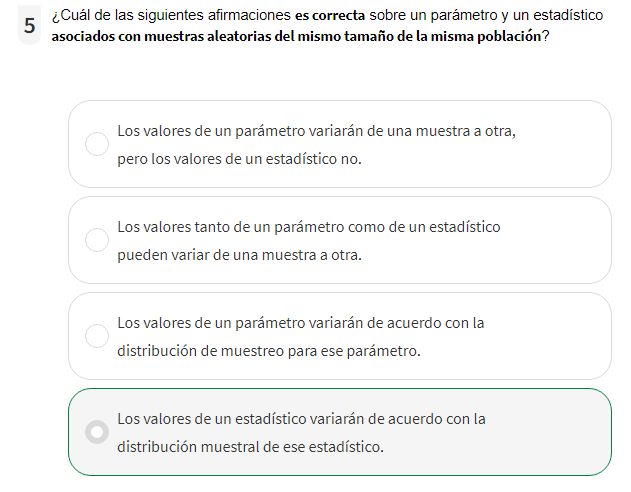 5
¿Cuál de las siguientes afirmaciones es correcta sobre un parámetro y un estadístico
asociados con muestras aleatorias del mismo tamaño de la misma población?
Los valores de un parámetro variarán de una muestra a otra,
pero los valores de un estadístico no.
Los valores tanto de un parámetro como de un estadístico
pueden variar de una muestra a otra.
Los valores de un parámetro variarán de acuerdo con la
distribución de muestreo para ese parámetro.
Los valores de un estadístico variarán de acuerdo con la
distribución muestral de ese estadístico.